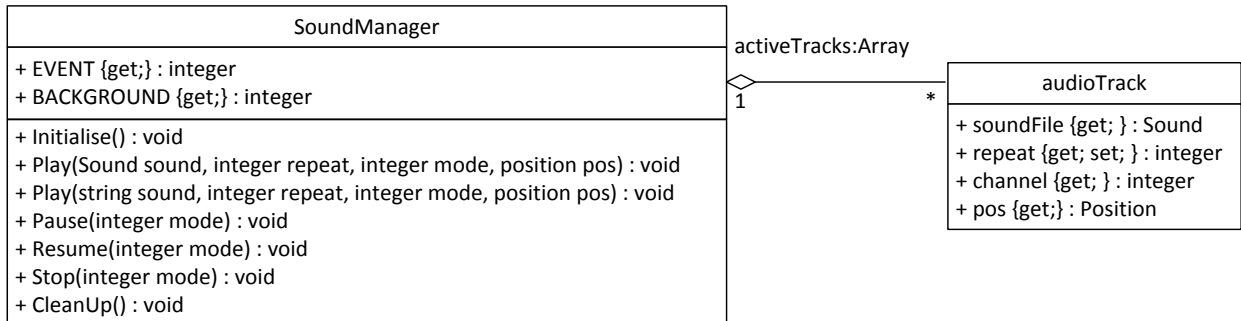 SoundManager
+ EVENT {get;} : integer
+ BACKGROUND {get;} : integer
+ Initialise() : void
+ Play(Sound sound, integer repeat, integer mode, position pos) : void
+ Play(string sound, integer repeat, integer mode, position pos) : void
+ Pause(integer mode) : void
+ Resume(integer mode) : void
+ Stop(integer mode) : void
+ CleanUp() : void
activeTracks:Array
1
*
audioTrack
+ soundFile {get; } : Sound
+ repeat {get; set; } : integer
+ channel {get; } : integer
+ pos {get;} : Position